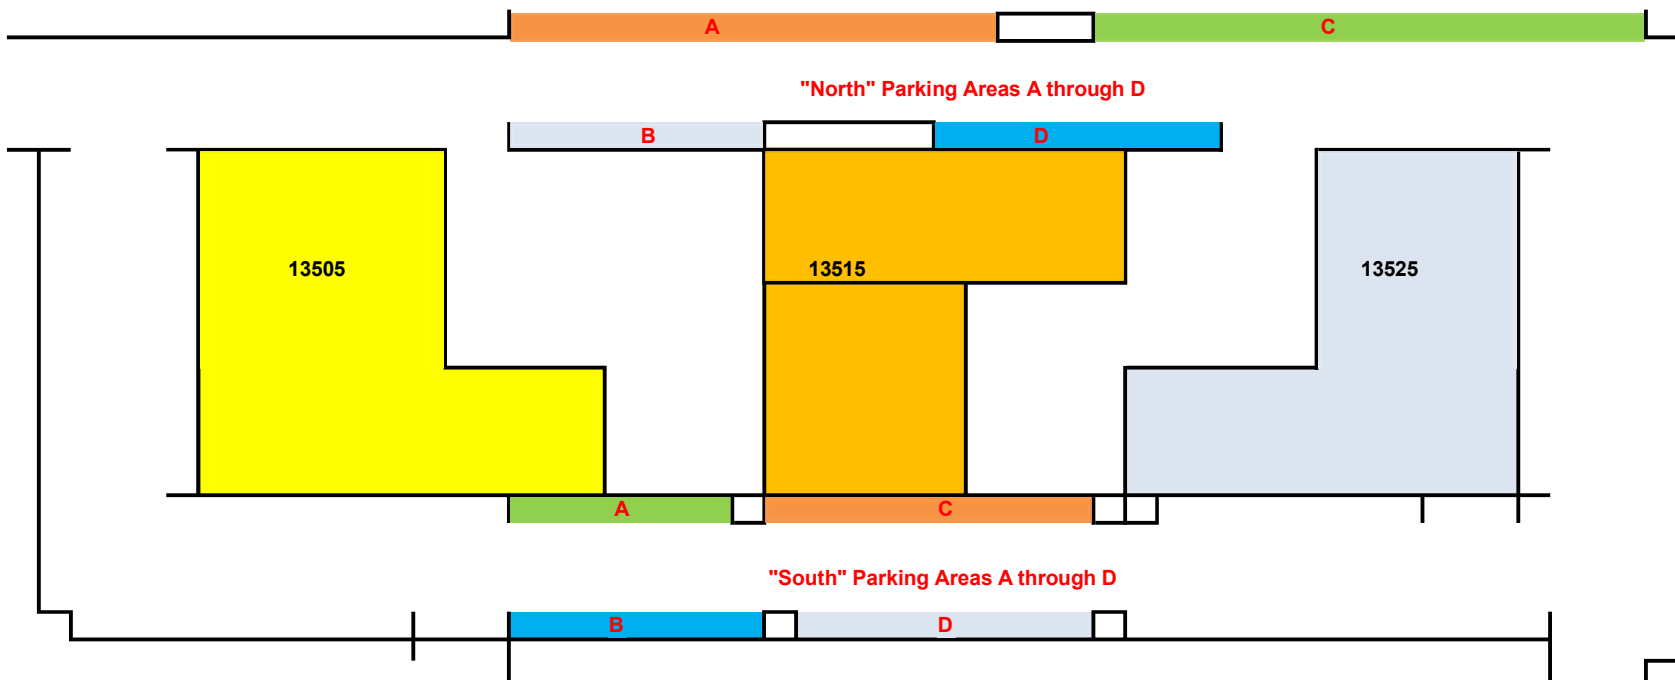 A
C
"North" Parking Areas A through D
B
D
13505
13515
13525
A
C
"South" Parking Areas A through D
B
D